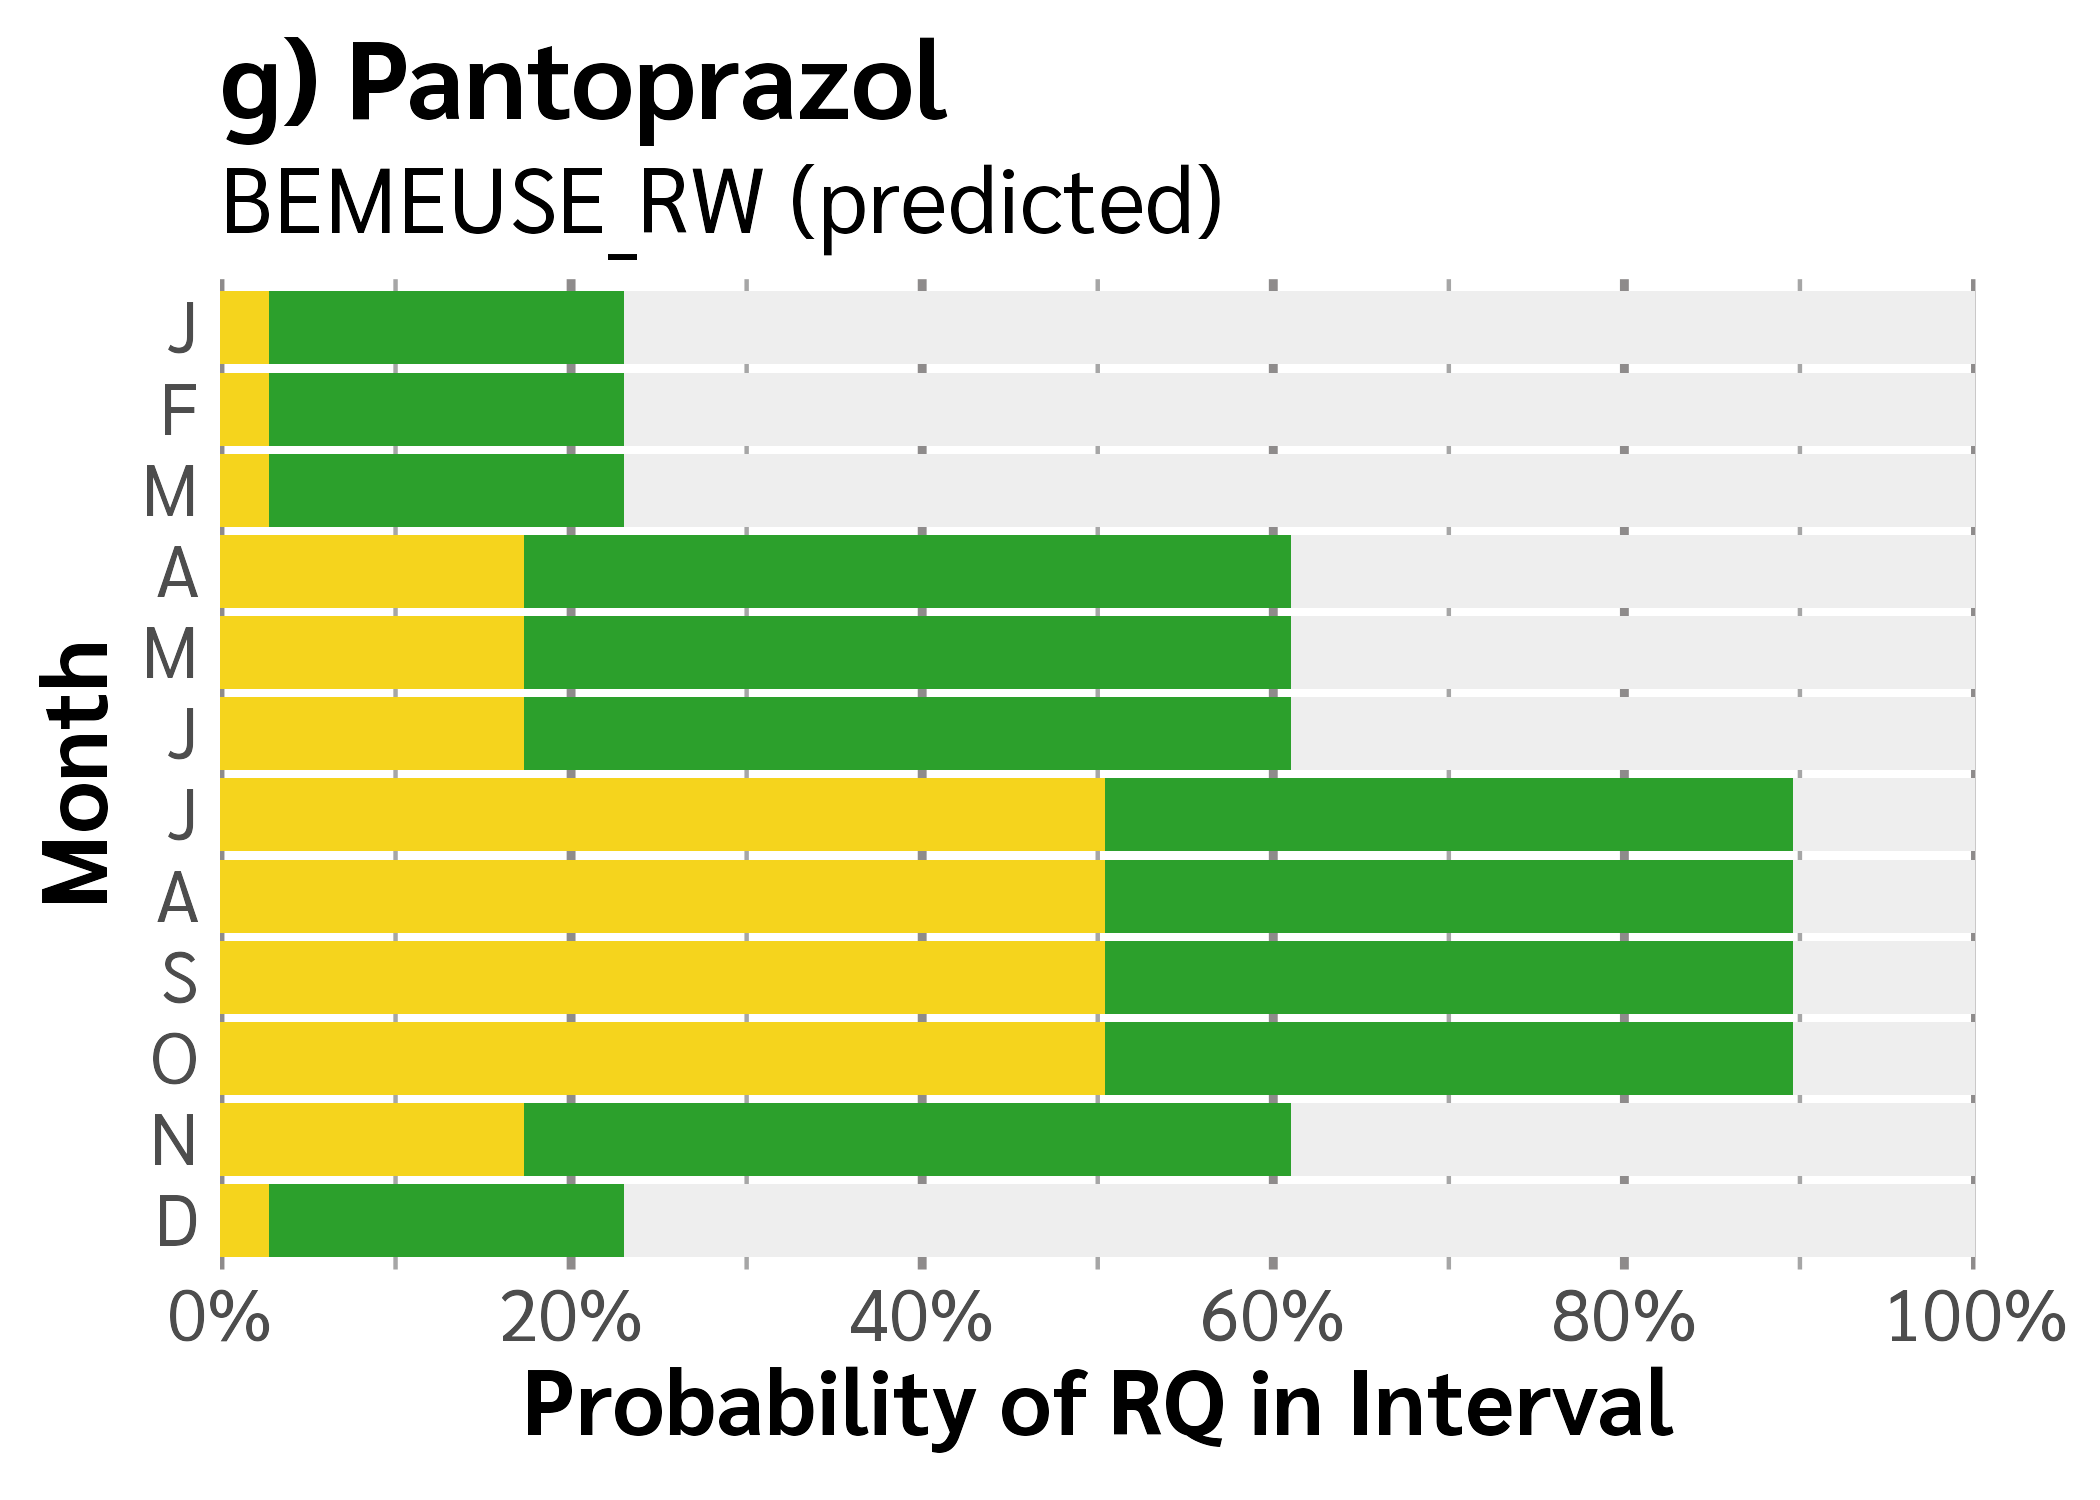 g) Pantoprazol
BEMEUSE_RW (predicted)
Month
J
F
M
A
M
J
J
A
S
O
N
D
0% 20% 40% 60% 80% 100%
Probability of RQ in Interval